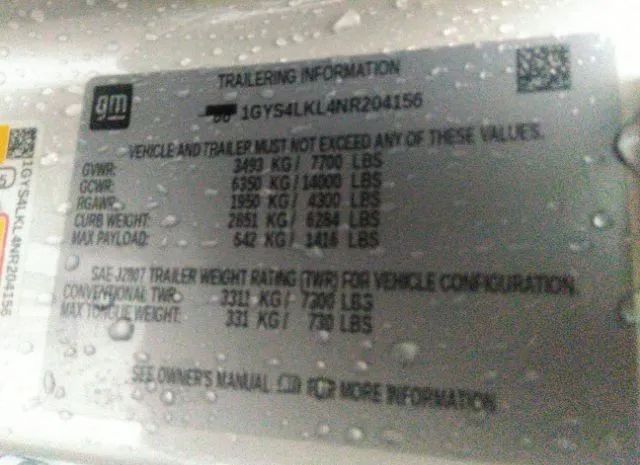 TRAILERING INFORMATION
gm
1GYS4LKL4NR204156
VEHICLE AND TRAILER MUST NOT EXCEED ANY OF THESE VALUES.
GVWR: 3493 KG / 7700 LBS
GCWR: 6350 KG / 14000 LBS
RGAWR: 1950 KG / 4300 LBS
CURB WEIGHT: 2851 KG / 6284 LBS
MAX PAYLOAD: 642 KG / 1416 LBS
SAE J2807 TRAILER WEIGHT RATING (TWR) FOR VEHICLE CONFIGURATION.
CONVENTIONAL TWR: 3311 KG / 7300 LBS
MAX TONGUE WEIGHT: 331 KG / 730 LBS
SEE OWNER'S MANUAL FOR MORE INFORMATION
1GYS4LKL4NR204156